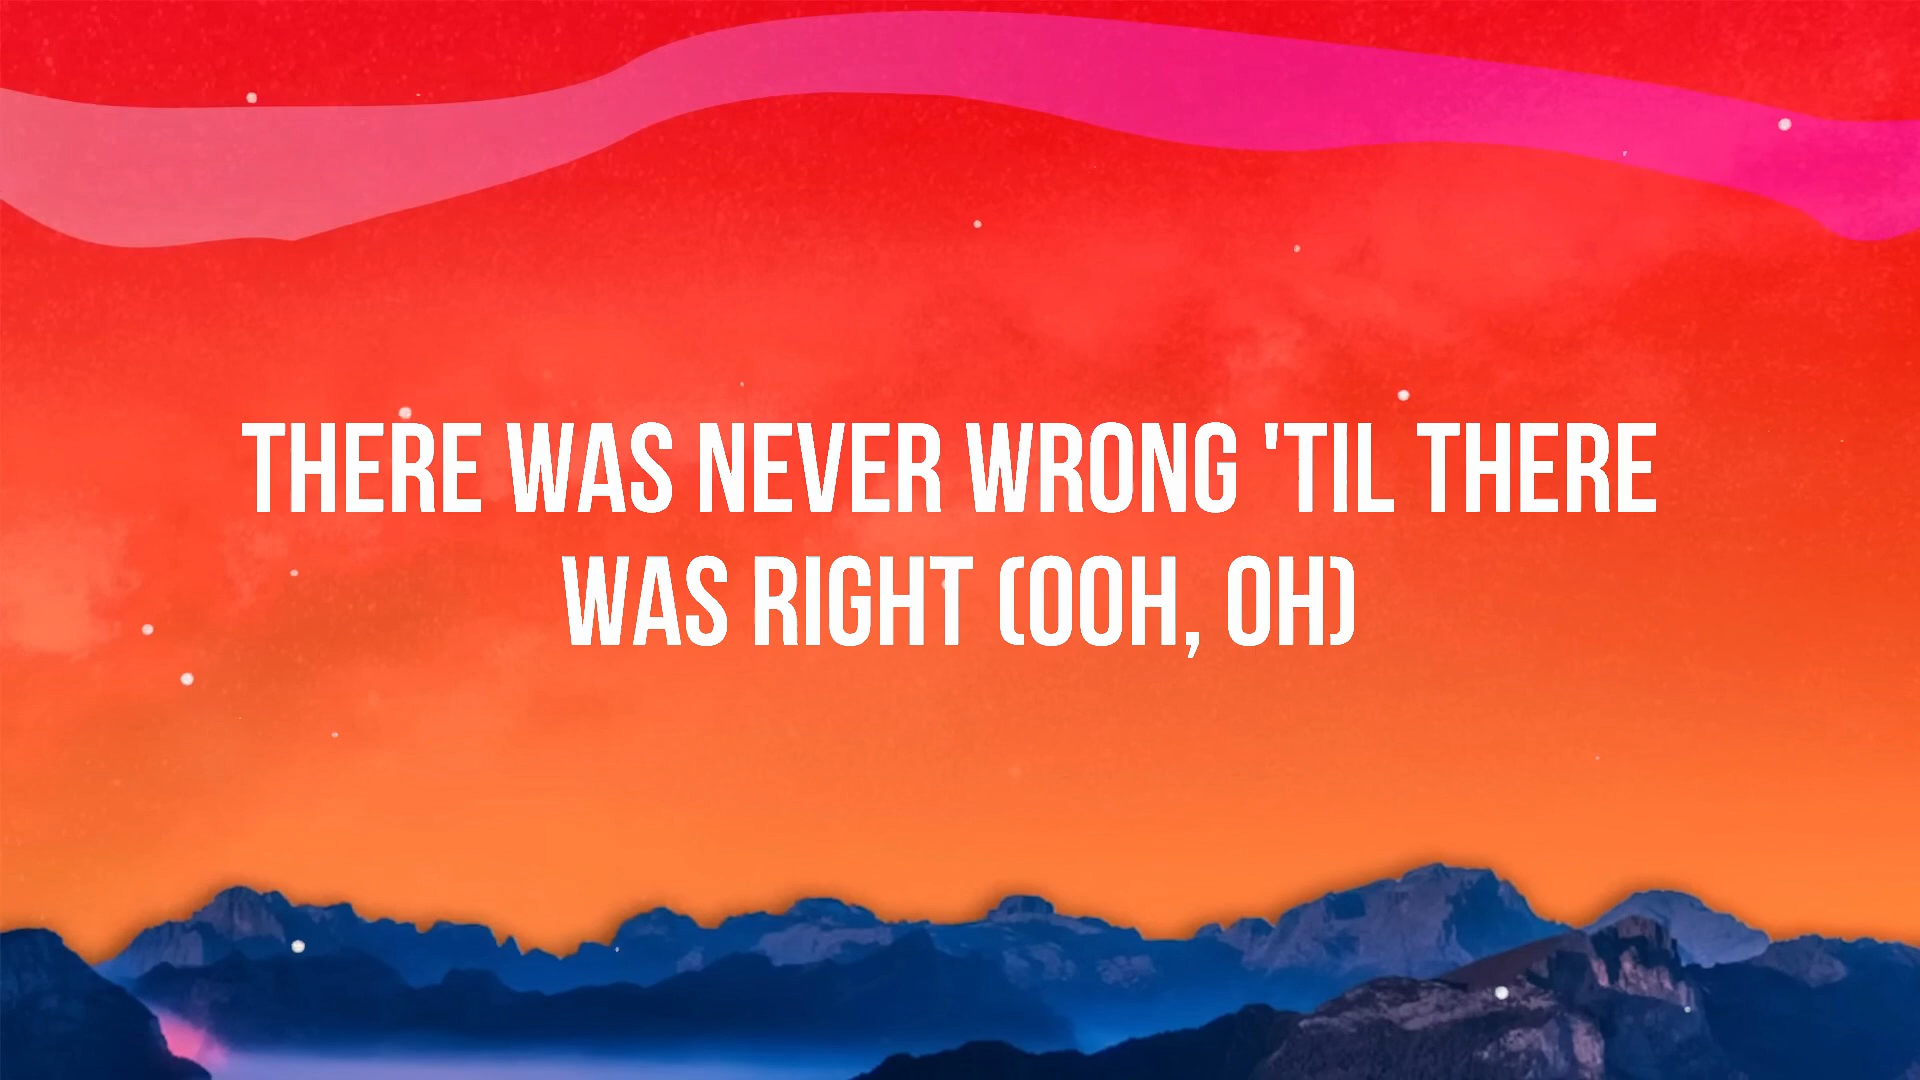 THERE WAS NEVER WRONG 'TIL THERE
WAS RIGHT (OOH, OH)